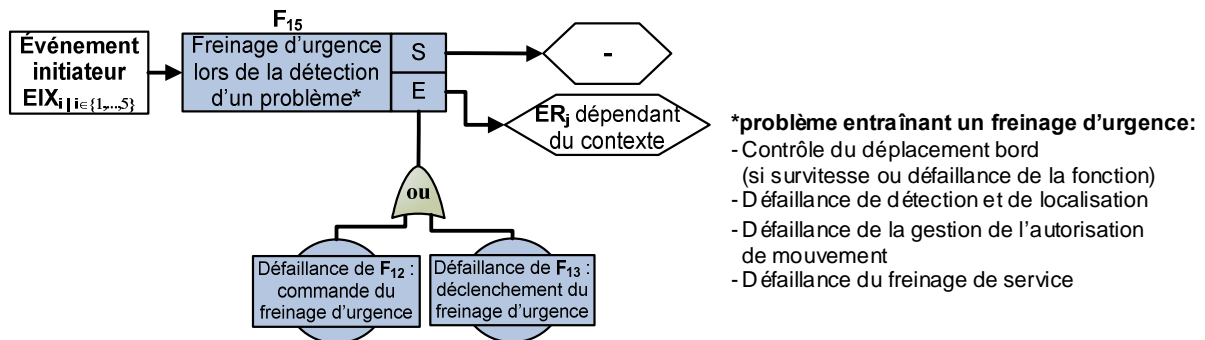 F15
Événement
initiateur
EIXi | i∈{1,...,5}
Freinage d'urgence
lors de la détection
d'un problème*
S
E
-
ERj dépendant
du contexte
ou
Défaillance de F12 :
commande du
freinage d'urgence
Défaillance de F13 :
déclenchement du
freinage d'urgence
*problème entraînant un freinage d'urgence:
- Contrôle du déplacement bord
(si survitesse ou défaillance de la fonction)
- Défaillance de détection et de localisation
- Défaillance de la gestion de l'autorisation
de mouvement
- Défaillance du freinage de service